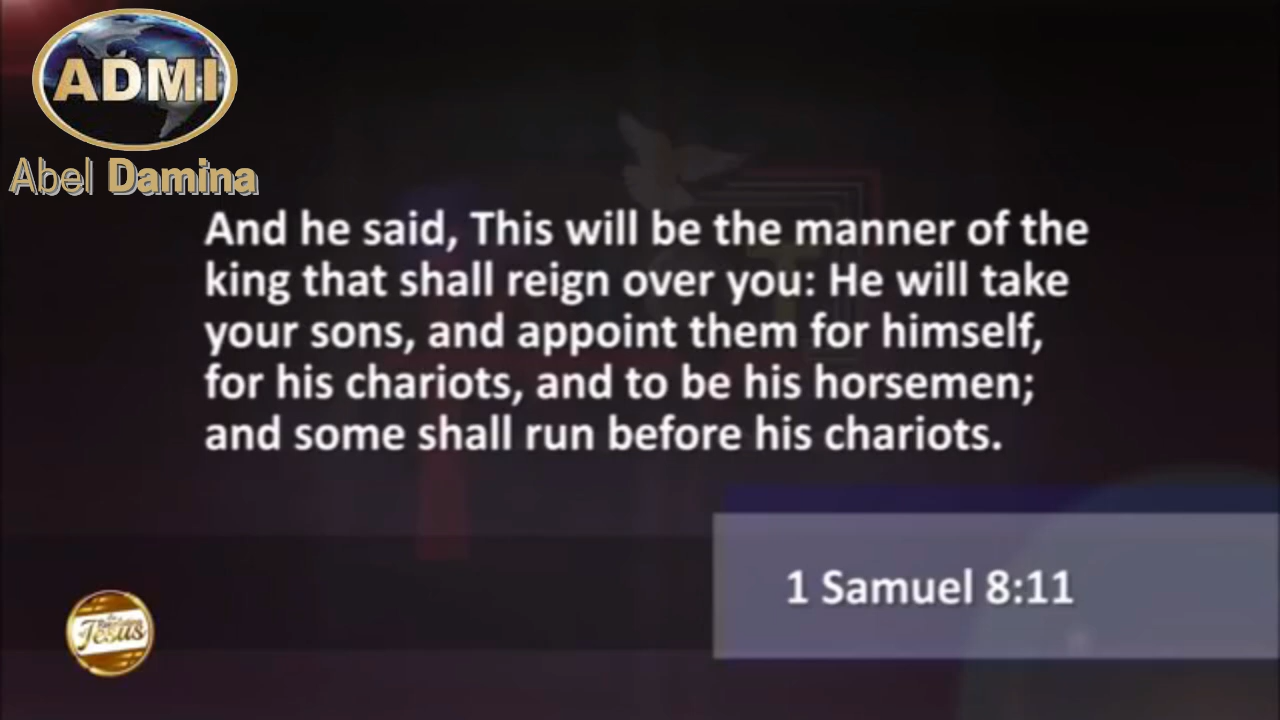 ADMI
Abel Damina
And he said, This will be the manner of the
king that shall reign over you: He will take
your sons, and appoint them for himself,
for his chariots, and to be his horsemen;
and some shall run before his chariots.
1 Samuel 8:11
Jesus